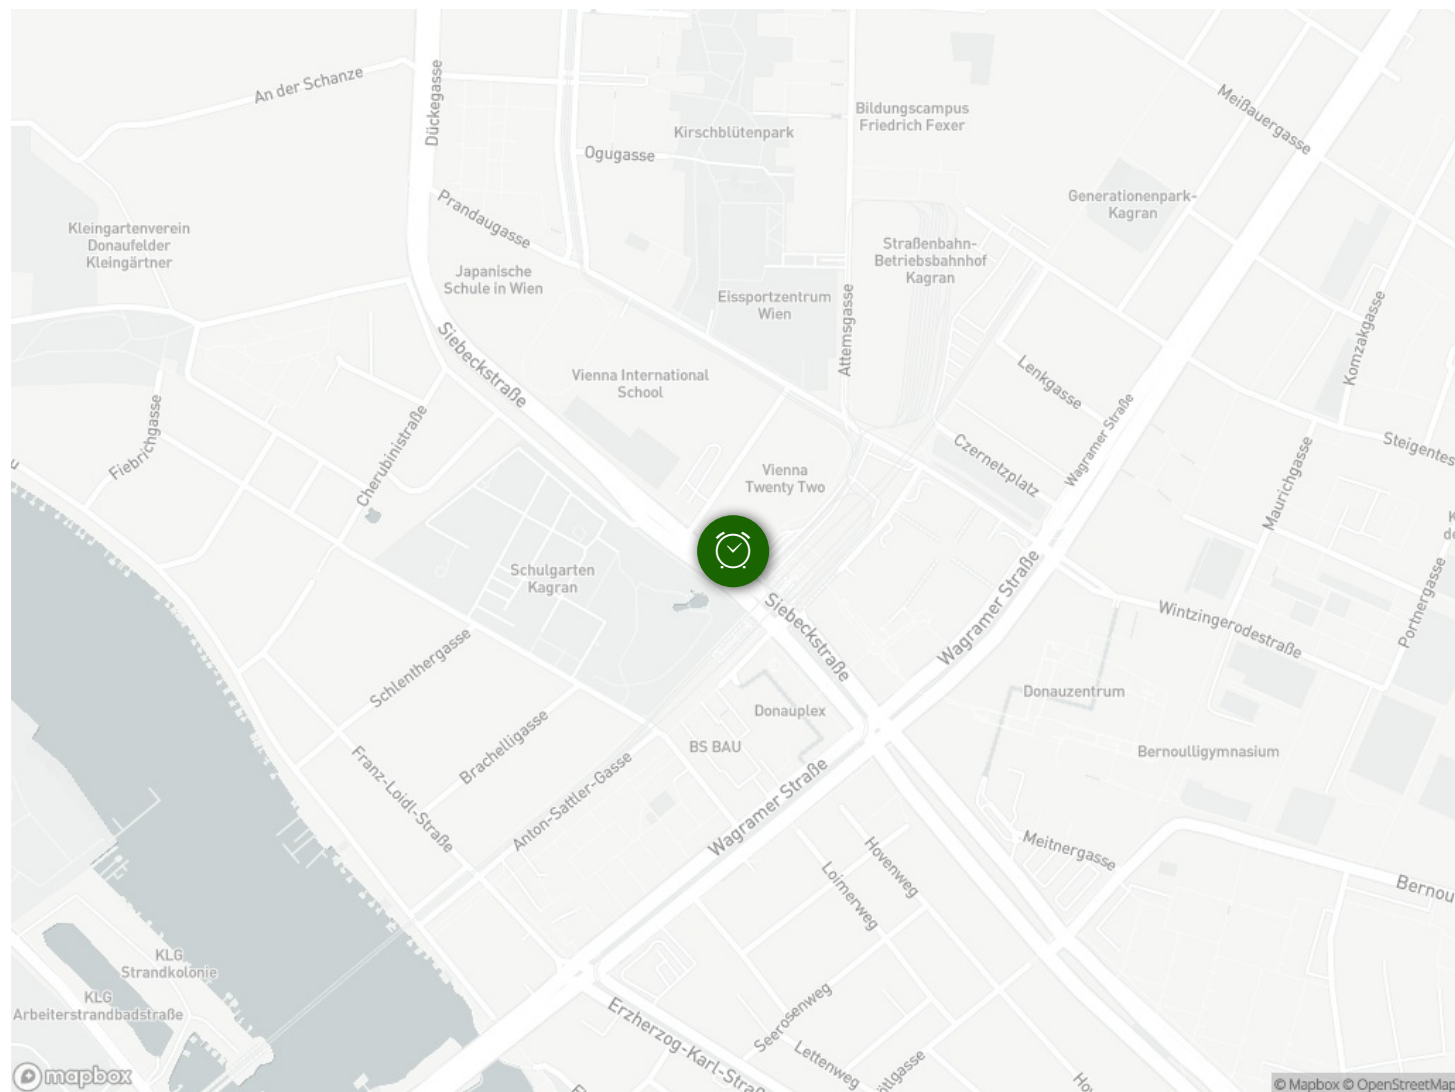 An der Schanze
Dückegasse
Meißauergasse
Bildungscampus
Friedrich Fexer
Kirschblütenpark
Ogugasse
Generationenpark-
Kagran
Prandaugasse
Kleingartenverein
Donaufelder
Kleingärtner
Straßenbahn-
Betriebsbahnhof
Kagran
Japanische
Schule in Wien
Eissportzentrum
Wien
Attemsgasse
Komzakgasse
Siebeckstraße
Vienna International
School
Lenkgasse
Fiebrichgasse
Cherubinistraße
Wagramer Straße
Czernetzplatz
Steigentes
Maurichgasse
Vienna
Twenty Two
Schulgarten
Kagran
Siebeckstraße
Wagramer Straße
Wintzingerodestraße
Portnergasse
Schlenthergasse
Donauzentrum
Donauplex
BS BAU
Bernoulligymnasium
Brachelligasse
Franz-Loidl-Straße
Anton-Sattler-Gasse
Wagramer Straße
Hovenweg
Loimerweg
Meitnergasse
Bernou
KLG
Strandkolonie
KLG
Arbeiterstrandbadstraße
Seerosenweg
Erzherzog-Karl-Straß
Lettenweg
mapbox
© Mapbox © OpenStreetMap